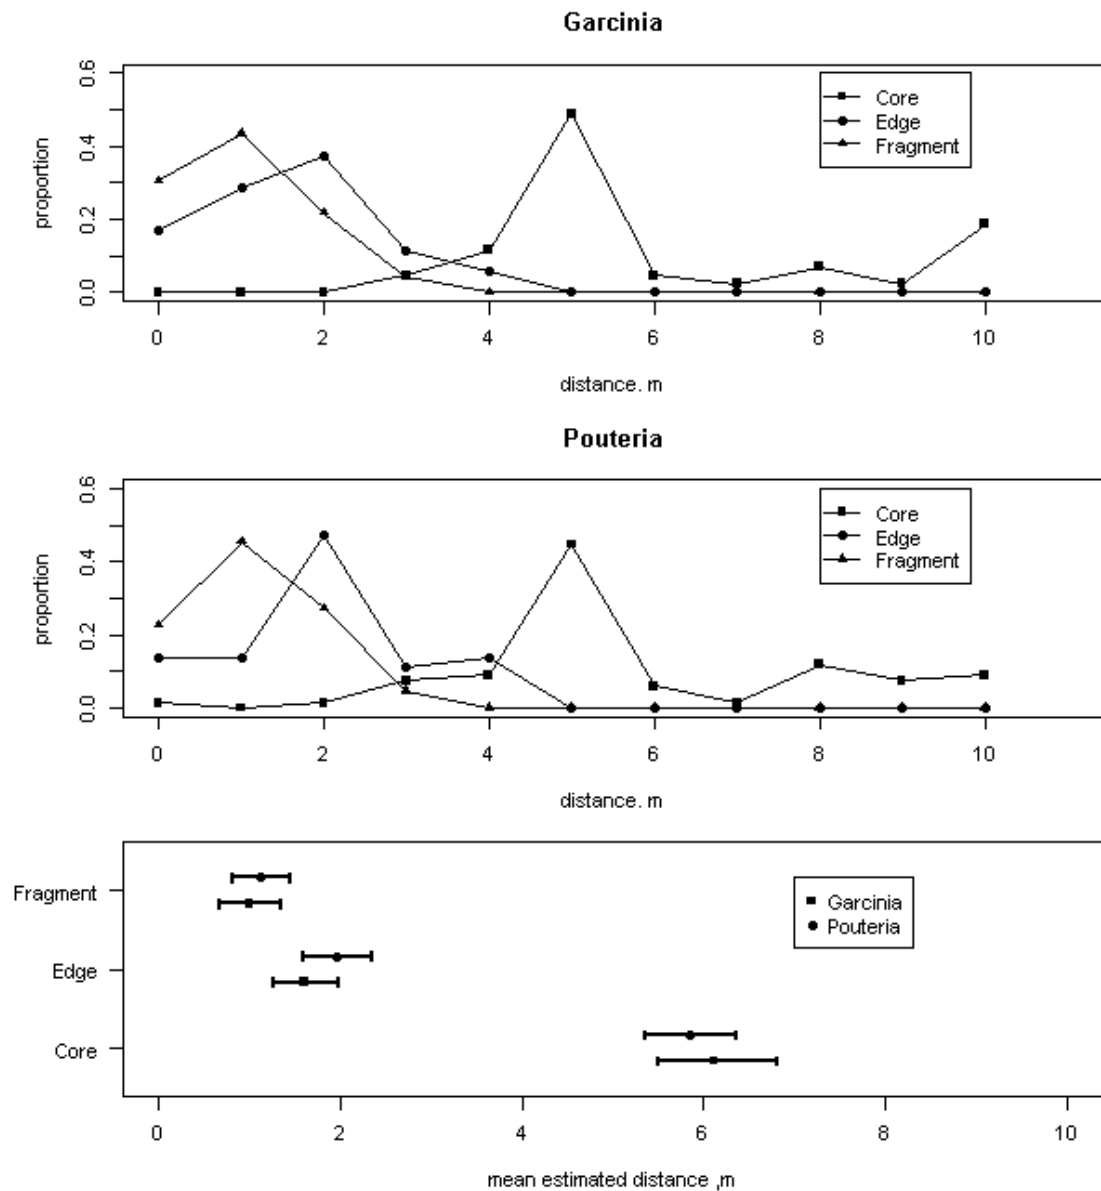 Garcinia
proportion
0.0 0.2 0.4 0.6
Core
Edge
Fragment
0 2 4 6 8 10
distance. m
Pouteria
proportion
0.0 0.2 0.4 0.6
Core
Edge
Fragment
0 2 4 6 8 10
distance. m
Fragment
Edge
Core
Garcinia
Pouteria
0 2 4 6 8 10
mean estimated distance ,m